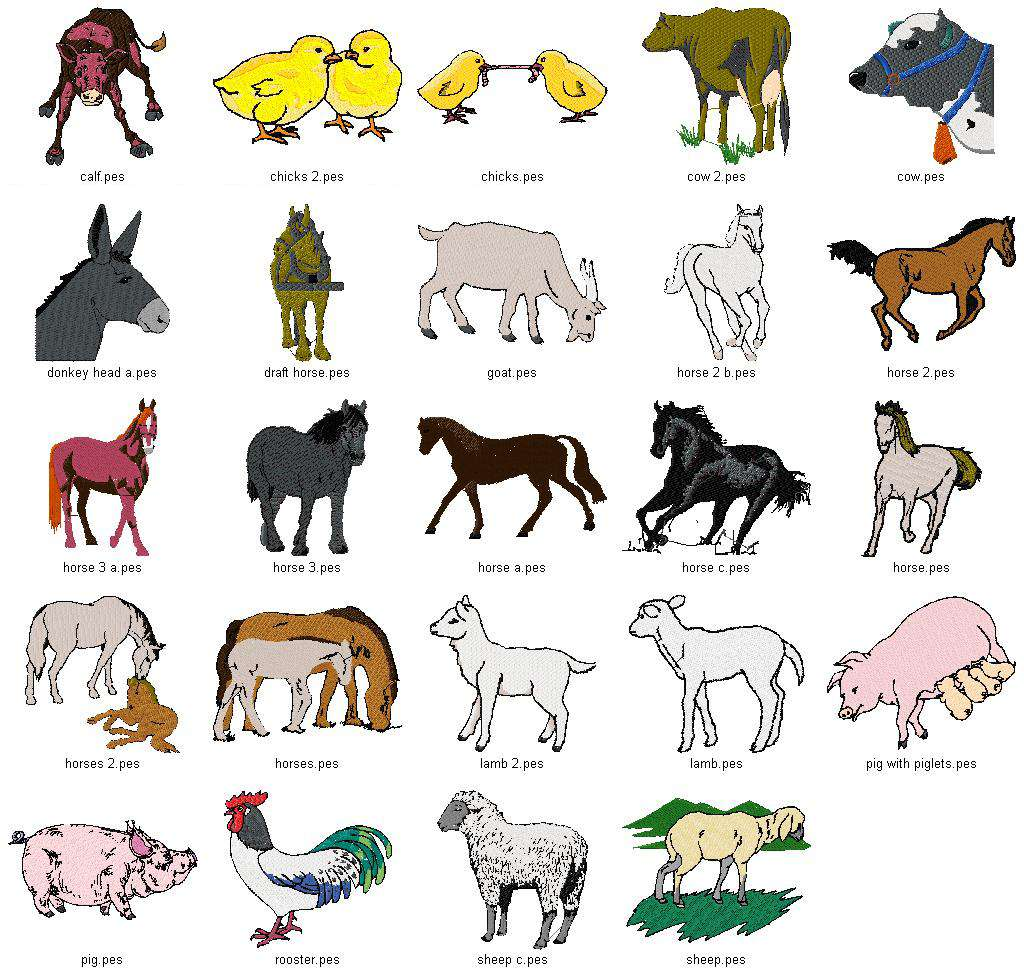 calf.pes
chicks 2.pes
chicks.pes
cow 2.pes
cow.pes
donkey head a.pes
draft horse.pes
goat.pes
horse 2 b.pes
horse 2.pes
horse 3 a.pes
horse 3.pes
horse a.pes
horse c.pes
horse.pes
horses 2.pes
horses.pes
lamb 2.pes
lamb.pes
pig with piglets.pes
pig.pes
rooster.pes
sheep c.pes
sheep.pes